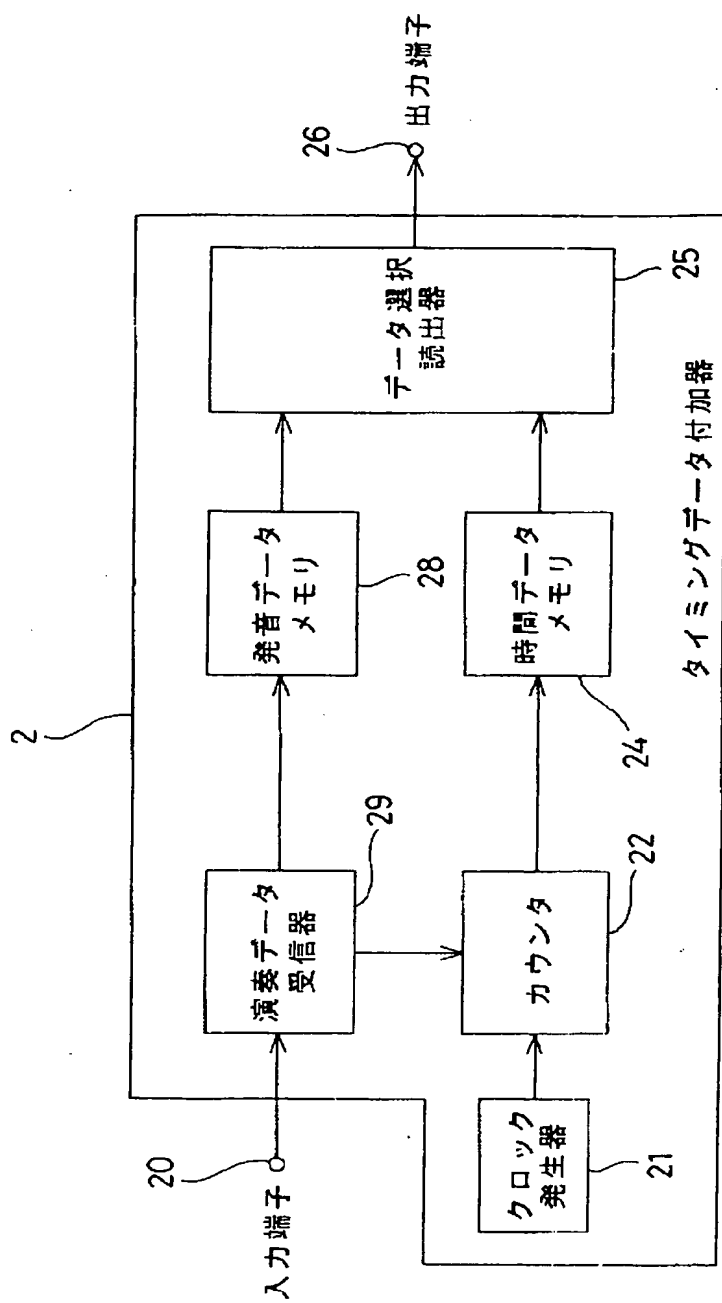 2
入力端子
20
演奏データ
受信器
29
発音データ
メモリ
28
データ選択
読出器
25
26
出力端子
クロック
発生器
21
カウンタ
22
時間データ
メモリ
24
タイミングデータ付加器